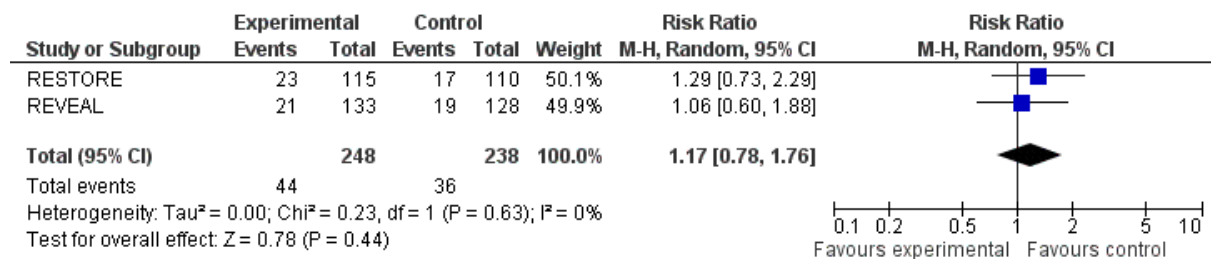 Experimental Control Risk Ratio Risk Ratio
Study or Subgroup Events Total Events Total Weight M-H, Random, 95% CI M-H, Random, 95% CI
RESTORE 23 115 17 110 50.1% 1.29 [0.73, 2.29]
REVEAL 21 133 19 128 49.9% 1.06 [0.60, 1.88]
Total (95% CI) 248 238 100.0% 1.17 [0.78, 1.76]
Total events 44 36
Heterogeneity: Tau² = 0.00; Chi² = 0.23, df = 1 (P = 0.63); I² = 0%
Test for overall effect: Z = 0.78 (P = 0.44)
0.1 0.2 0.5 1 2 5 10
Favours experimental Favours control